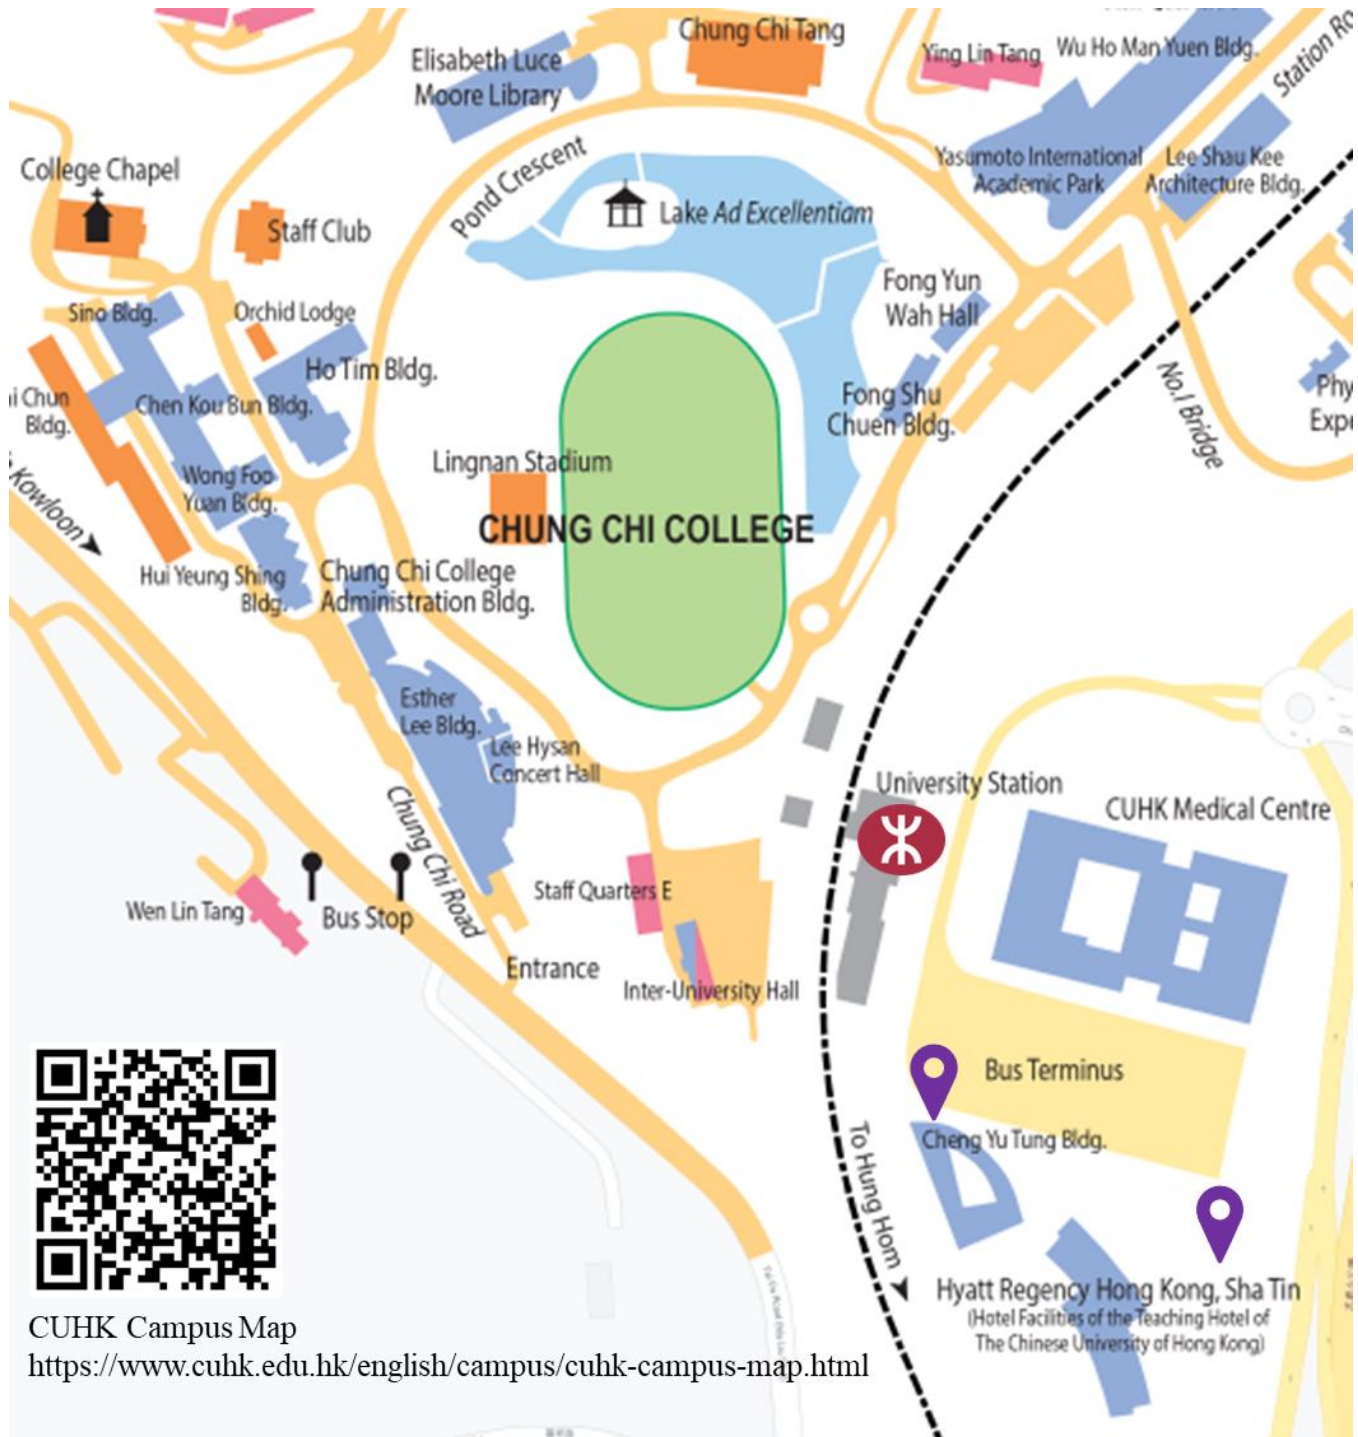 Chung Chi Tang
Elisabeth Luce
Moore Library
Ying Lin Tang
Wu Ho Man Yuen Bldg.
Station
Pond Crescent
Yasumoto International
Academic Park
Lee Shau Kee
Architecture Bldg.
College Chapel
Staff Club
Lake Ad Excellentiam
Fong Yun
Wah Hall
Sino Bldg.
Orchid Lodge
Ho Tim Bldg.
Chen Kou Bun Bldg.
Chun
Bldg.
Fong Shu
Chuen Bldg.
No.1 Bridge
Phy
Expe
Lingnan Stadium
Kowloon
Wong Foo
Yuan Bldg.
CHUNG CHI COLLEGE
Hui Yeung Shing
Bldg.
Chung Chi College
Administration Bldg.
Esther
Lee Bldg.
Lee Hysan
Concert Hall
University Station
CUHK Medical Centre
Chung Chi Road
Staff Quarters E
Wen Lin Tang
Bus Stop
Entrance
Inter-University Hall
Bus Terminus
Cheng Yu Tung Bldg.
To Hung Hom
Hyatt Regency Hong Kong, Sha Tin
(Hotel Facilities of the Teaching Hotel of
The Chinese University of Hong Kong)
CUHK Campus Map
https://www.cuhk.edu.hk/english/campus/cuhk-campus-map.html